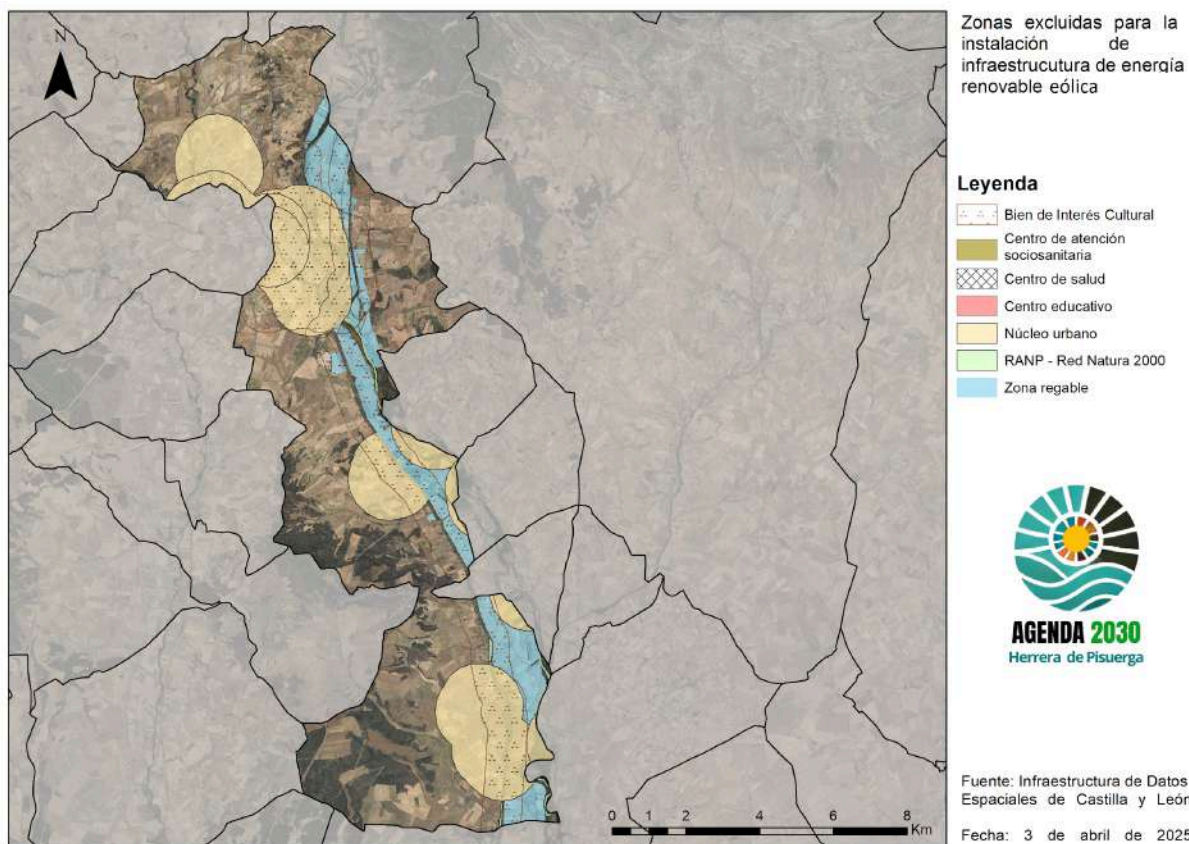 Zonas excluidas para la
instalación de
infraestrucutura de energía
renovable eólica
N
Leyenda
Bien de Interés Cultural
Centro de atención
sociosanitaria
Centro de salud
Centro educativo
Núcleo urbano
RANP - Red Natura 2000
Zona regable
AGENDA 2030
Herrera de Pisuerga
0 1 2 4 6 8
Km
Fuente: Infraestructura de Datos
Espaciales de Castilla y León
Fecha: 3 de abril de 2025